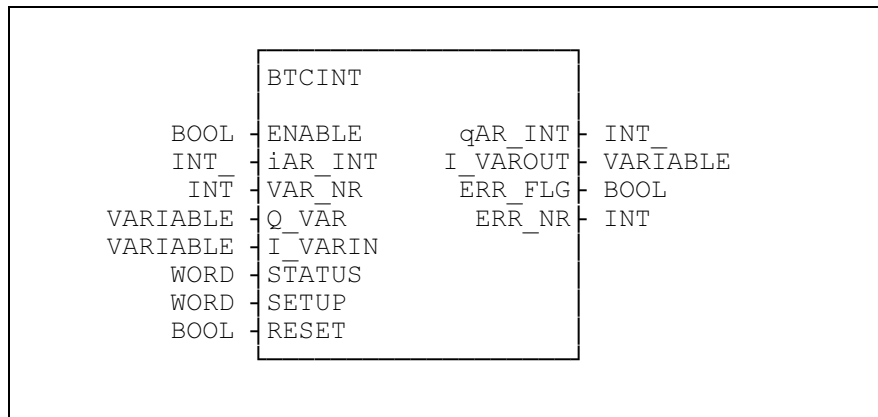 BTCINT
BOOL ENABLE qAR_INT INT_
INT_ iAR_INT I_VAROUT VARIABLE
INT VAR_NR ERR_FLG BOOL
VARIABLE Q_VAR ERR_NR INT
VARIABLE I_VARIN
WORD STATUS
WORD SETUP
BOOL RESET